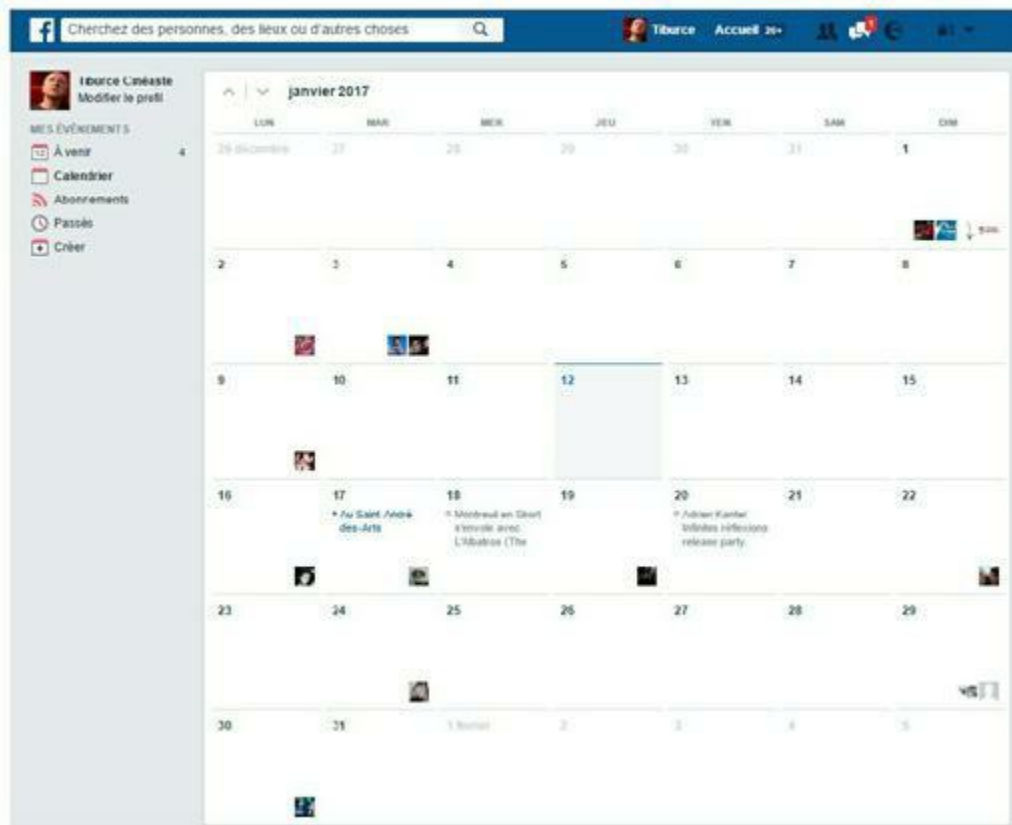 Cherchez des personnes, des lieux ou d'autres choses
Tiburce Accueil 20+
Tiburce Cinéaste
Modifier le profil
MES ÉVÉNEMENTS
À venir 4
Calendrier
Abonnements
Passés
Créer
janvier 2017
LUN MAR MER JEU VEN SAM DIM
26 décembre 27 28 29 30 31 1
2 3 4 5 6 7 8
9 10 11 12 13 14 15
16 17 18 19 20 21 22
Au Saint André
des-Arts
Montreuil en Short
s'envole avec
L'Albatros (The
Adrien Kanter
Infinites réflexions
release party.
23 24 25 26 27 28 29
30 31 1 février 2 3 4 5